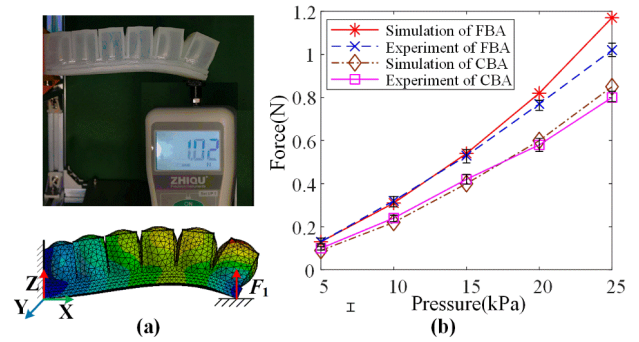 1.02
ZHIQU
ON
Z
Y
X
F1
(a)
Force(N)
1.2
1
0.8
0.6
0.4
0.2
0
Simulation of FBA
Experiment of FBA
Simulation of CBA
Experiment of CBA
5
10
15
20
25
Pressure(kPa)
(b)